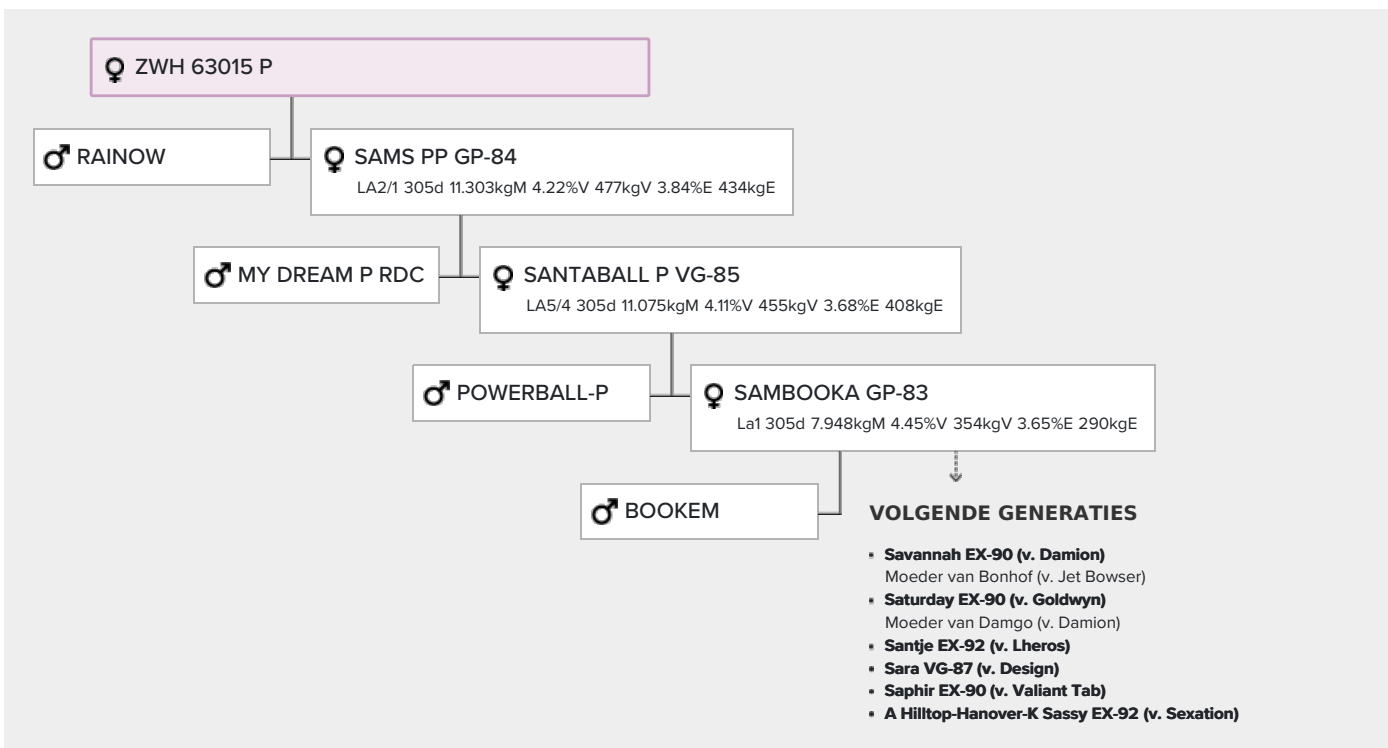 ZWH 63015 P
RAINOW
SAMS PP GP-84
LA2/1 305d 11.303kgM 4.22%V 477kgV 3.84%E 434kgE
MY DREAM P RDC
SANTABALL P VG-85
LA5/4 305d 11.075kgM 4.11%V 455kgV 3.68%E 408kgE
POWERBALL-P
SAMBOOKA GP-83
La1 305d 7.948kgM 4.45%V 354kgV 3.65%E 290kgE
BOOKEM
VOLGENDE GENERATIES
Savannah EX-90 (v. Damion)
Moeder van Bonhof (v. Jet Bowser)
Saturday EX-90 (v. Goldwyn)
Moeder van Damgo (v. Damion)
Santje EX-92 (v. Lheros)
Sara VG-87 (v. Design)
Saphir EX-90 (v. Valiant Tab)
A Hilltop-Hanover-K Sassy EX-92 (v. Sexation)